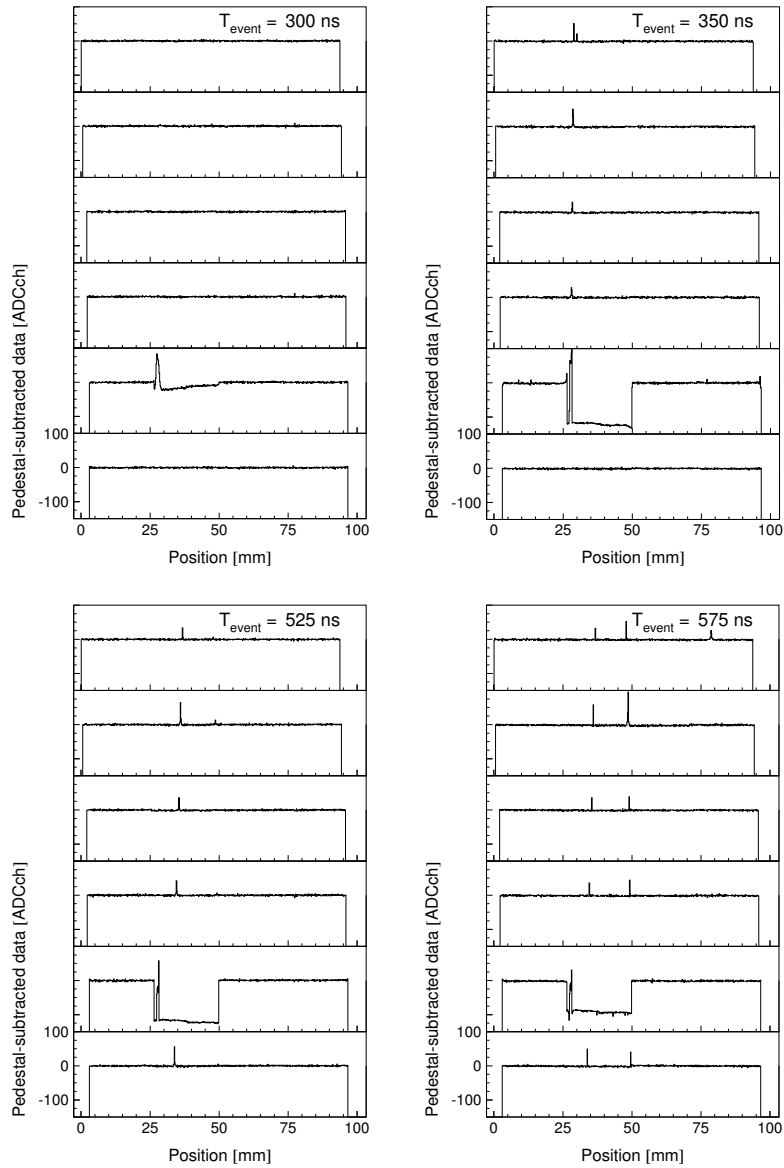 T_event = 300 ns
Pedestal-subtracted data [ADCch]
100
0
-100
0 25 50 75 100
Position [mm]
T_event = 350 ns
Pedestal-subtracted data [ADCch]
100
0
-100
0 25 50 75 100
Position [mm]
T_event = 525 ns
Pedestal-subtracted data [ADCch]
100
0
-100
0 25 50 75 100
Position [mm]
T_event = 575 ns
Pedestal-subtracted data [ADCch]
100
0
-100
0 25 50 75 100
Position [mm]